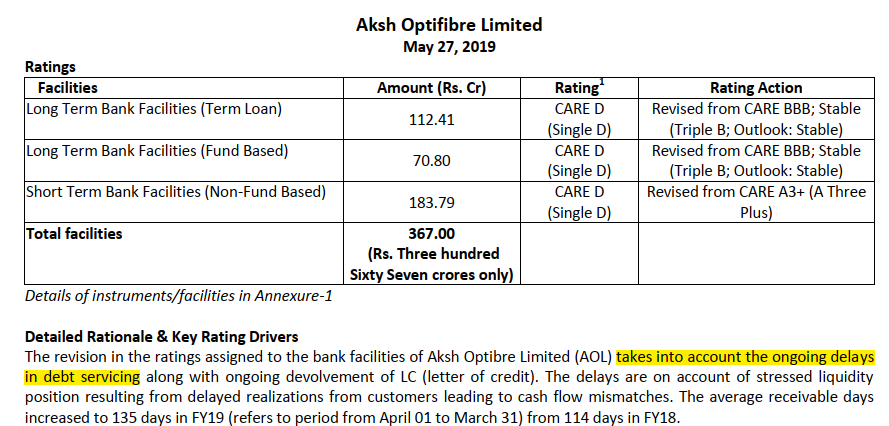 Aksh Optifibre Limited
May 27, 2019
Ratings
Facilities Amount (Rs. Cr) Rating1 Rating Action
Long Term Bank Facilities (Term Loan) 112.41 CARE D (Single D) Revised from CARE BBB; Stable (Triple B; Outlook: Stable)
Long Term Bank Facilities (Fund Based) 70.80 CARE D (Single D) Revised from CARE BBB; Stable (Triple B; Outlook: Stable)
Short Term Bank Facilities (Non-Fund Based) 183.79 CARE D (Single D) Revised from CARE A3+ (A Three Plus)
Total facilities 367.00 (Rs. Three hundred Sixty Seven crores only)
Details of instruments/facilities in Annexure-1
Detailed Rationale & Key Rating Drivers
The revision in the ratings assigned to the bank facilities of Aksh Optibre Limited (AOL) takes into account the ongoing delays
in debt servicing along with ongoing devolvement of LC (letter of credit). The delays are on account of stressed liquidity
position resulting from delayed realizations from customers leading to cash flow mismatches. The average receivable days
increased to 135 days in FY19 (refers to period from April 01 to March 31) from 114 days in FY18.